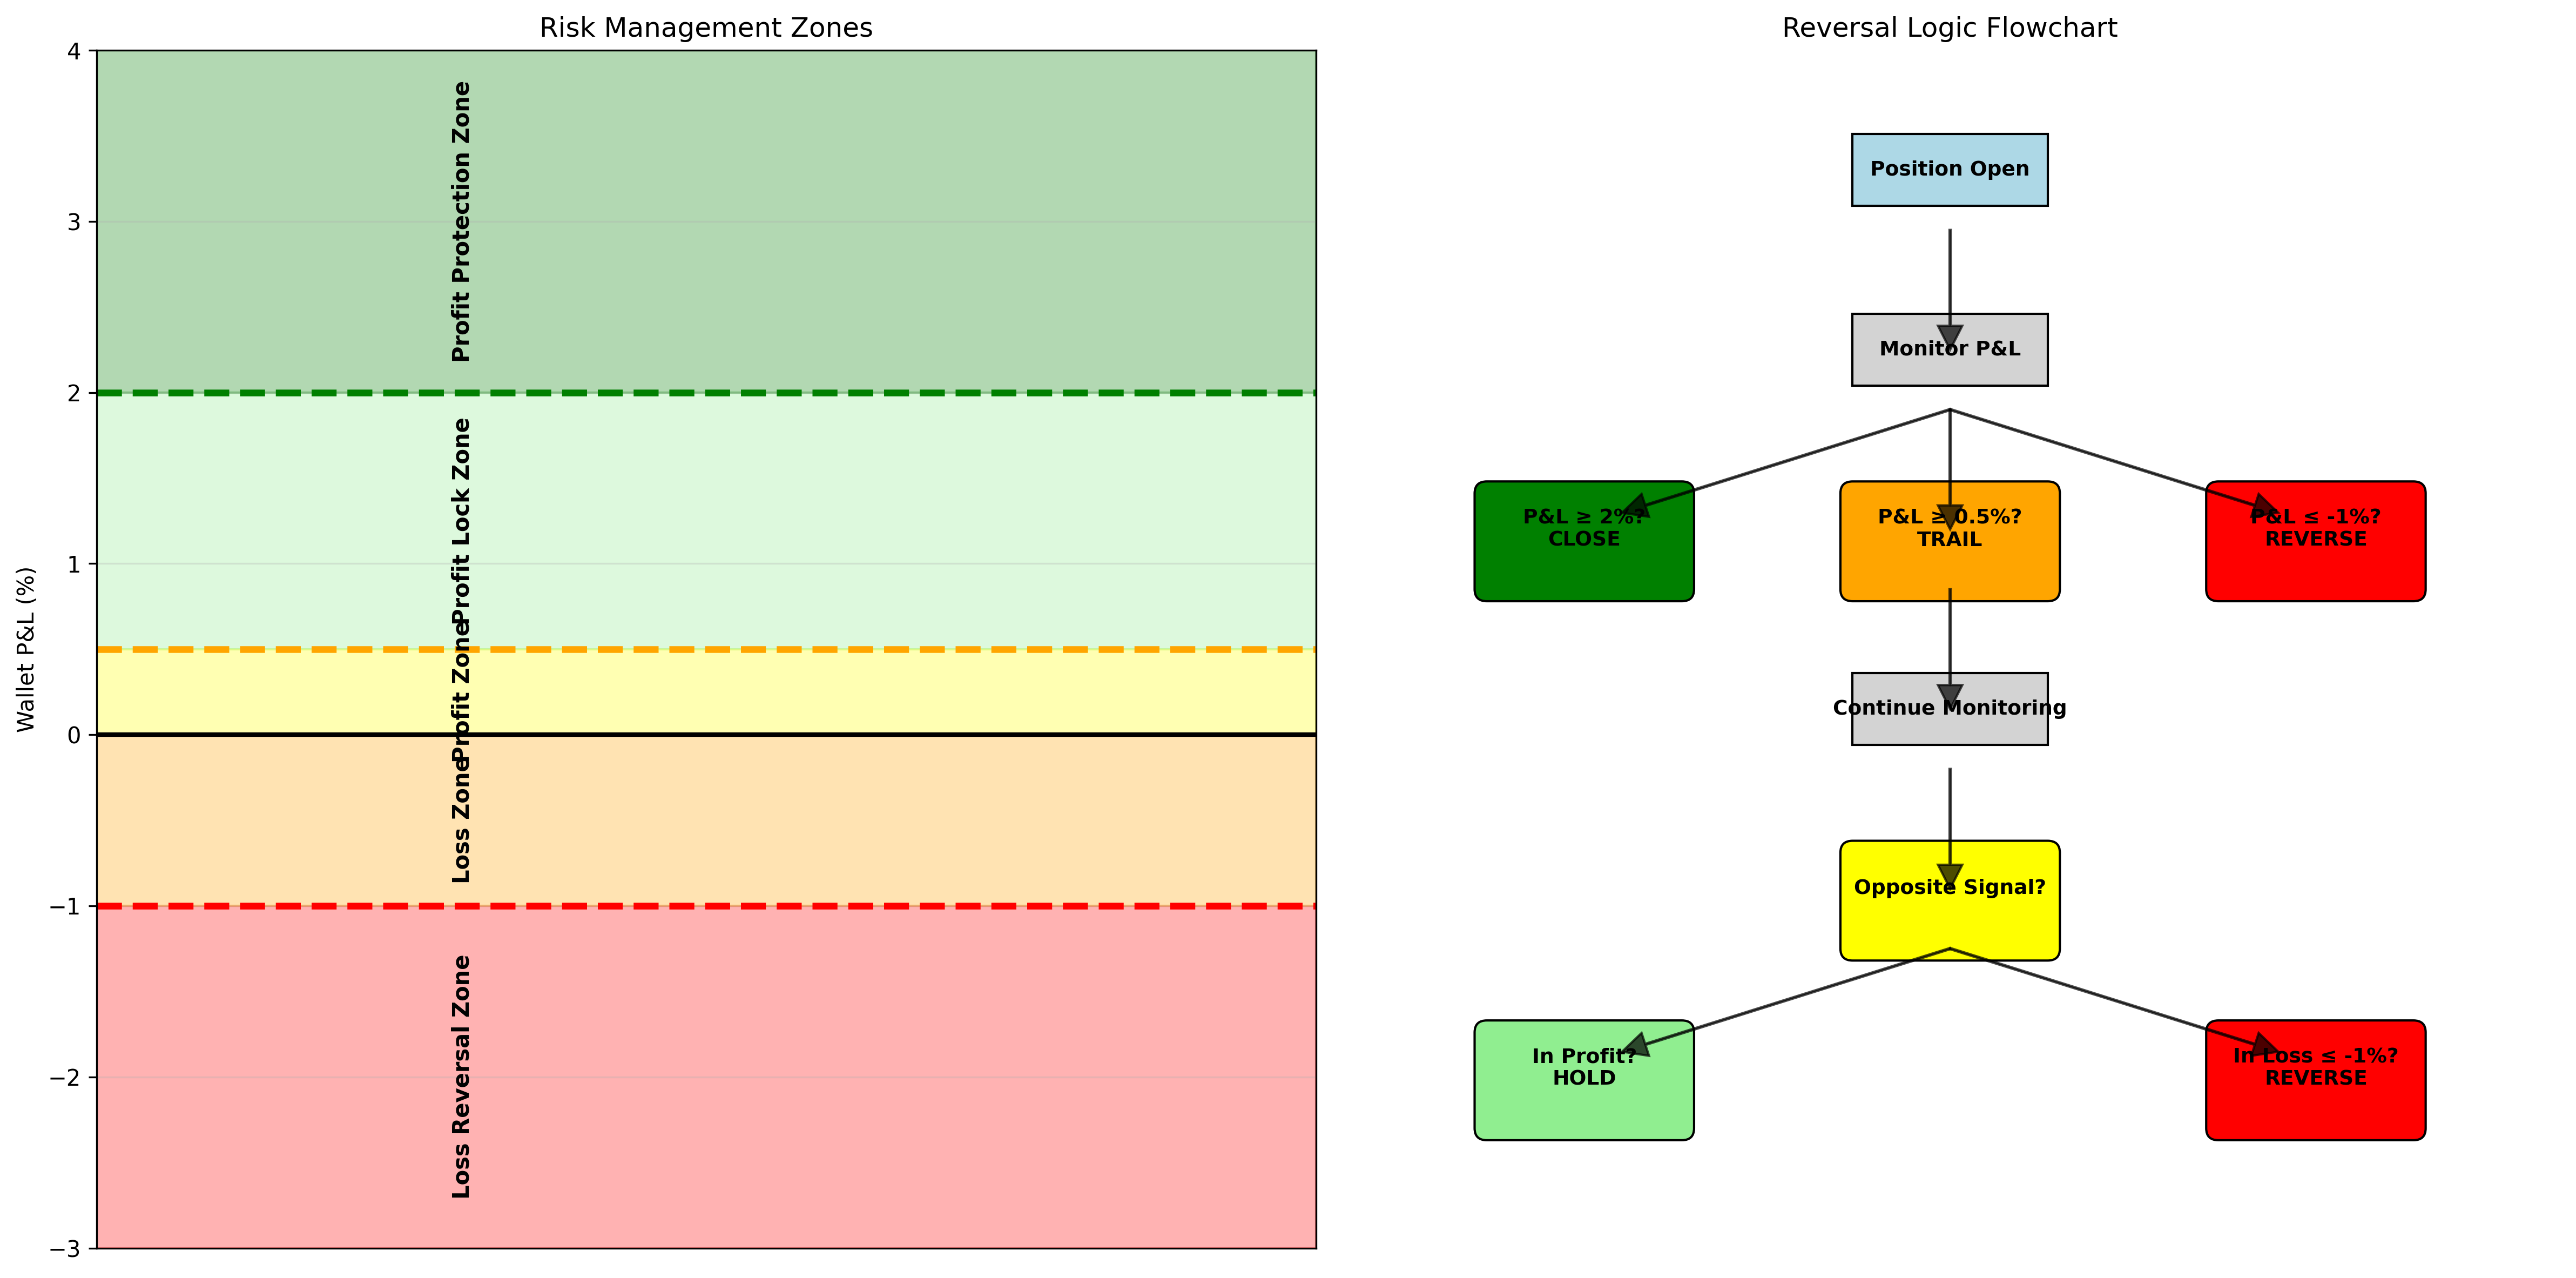 Risk Management Zones
Wallet P&L (%)
4
3
2
1
0
−1
−2
−3
Profit Protection Zone
Profit Lock Zone
Profit Zone
Loss Zone
Loss Reversal Zone
Reversal Logic Flowchart
Position Open
Monitor P&L
P&L ≥ 2%?
CLOSE
P&L ≥ 0.5%?
TRAIL
P&L ≤ -1%?
REVERSE
Continue Monitoring
Opposite Signal?
In Profit?
HOLD
In Loss ≤ -1%?
REVERSE